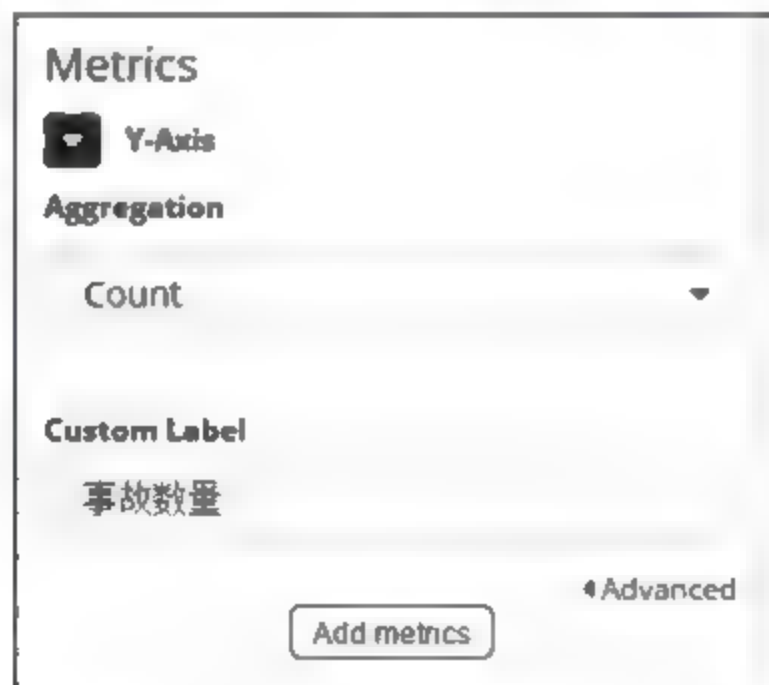 Metrics
Y-Axis
Aggregation
Count
Custom Label
事故数量
Advanced
Add metrics